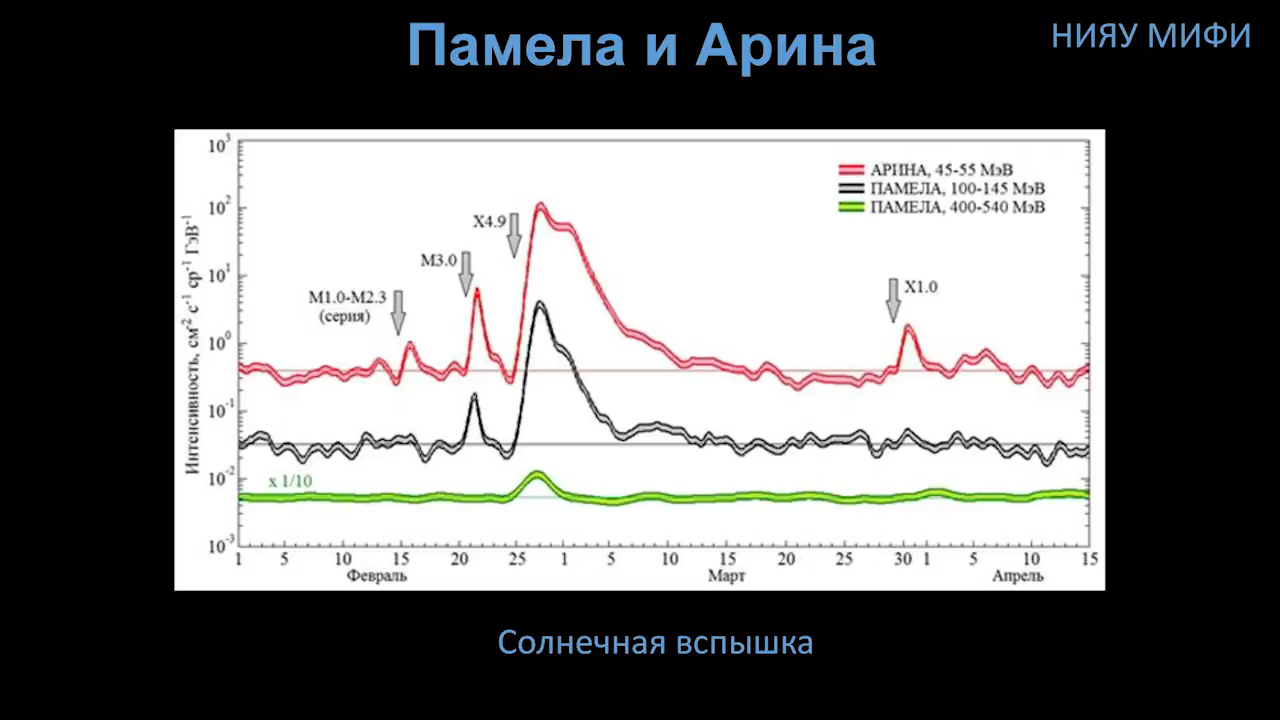 Памела и Арина
НИЯУ МИФИ
10³
10²
10¹
10⁰
10⁻¹
10⁻²
10⁻³
Интенсивность, см⁻² с⁻¹ ср⁻¹ ГэВ⁻¹
АРИНА, 45-55 МэВ
ПАМЕЛА, 100-145 МэВ
ПАМЕЛА, 400-540 МэВ
M1.0-M2.3
(серия)
M3.0
X4.9
X1.0
x 1/10
1 5 10 15 20 25 1 5 10 15 20 25 30 1 5 10 15
Февраль Март Апрель
Солнечная вспышка